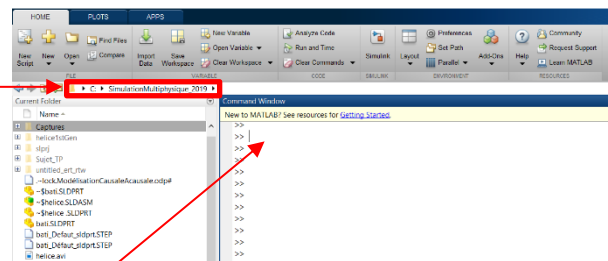 HOME PLOTS APPS
New Script
New
Open
Find Files
Compare
Import Data
Save Workspace
New Variable
Open Variable
Clear Workspace
Analyze Code
Run and Time
Clear Commands
Simulink
Layout
Preferences
Set Path
Parallel
Add-Ons
Help
Community
Request Support
Learn MATLAB
FILE VARIABLE CODE SIMULINK ENVIRONMENT RESOURCES
C: SimulationMultiphysique_2019
Current Folder
Command Window
Name
New to MATLAB? See resources for Getting Started.
Captures
helice1stGen
slprj
Sujet_TP
untitled_ert_rtw
.~lock.ModélisationCausaleAcausale.odp#
~$bati.SLDPRT
~$helice.SLDASM
~$helice.SLDPRT
bati.SLDPRT
bati_Defaut_sldprt.STEP
bati_Défaut_sldprt.STEP
helice.avi
>>
>>
>>
>>
>>
>>
>>
>>
>>
>>
>>
>>